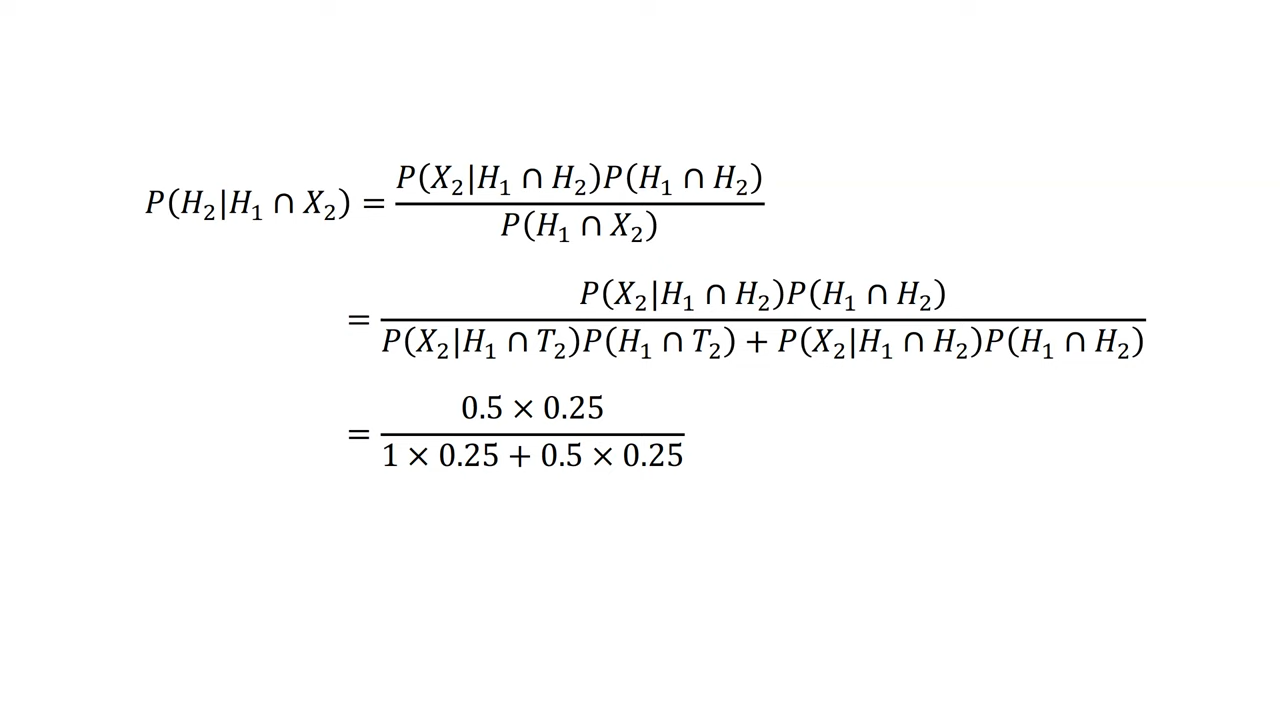 P(H₂|H₁ ∩ X₂) = P(X₂|H₁ ∩ H₂)P(H₁ ∩ H₂) / P(H₁ ∩ X₂)
= P(X₂|H₁ ∩ H₂)P(H₁ ∩ H₂) / P(X₂|H₁ ∩ T₂)P(H₁ ∩ T₂) + P(X₂|H₁ ∩ H₂)P(H₁ ∩ H₂)
= 0.5 × 0.25 / 1 × 0.25 + 0.5 × 0.25